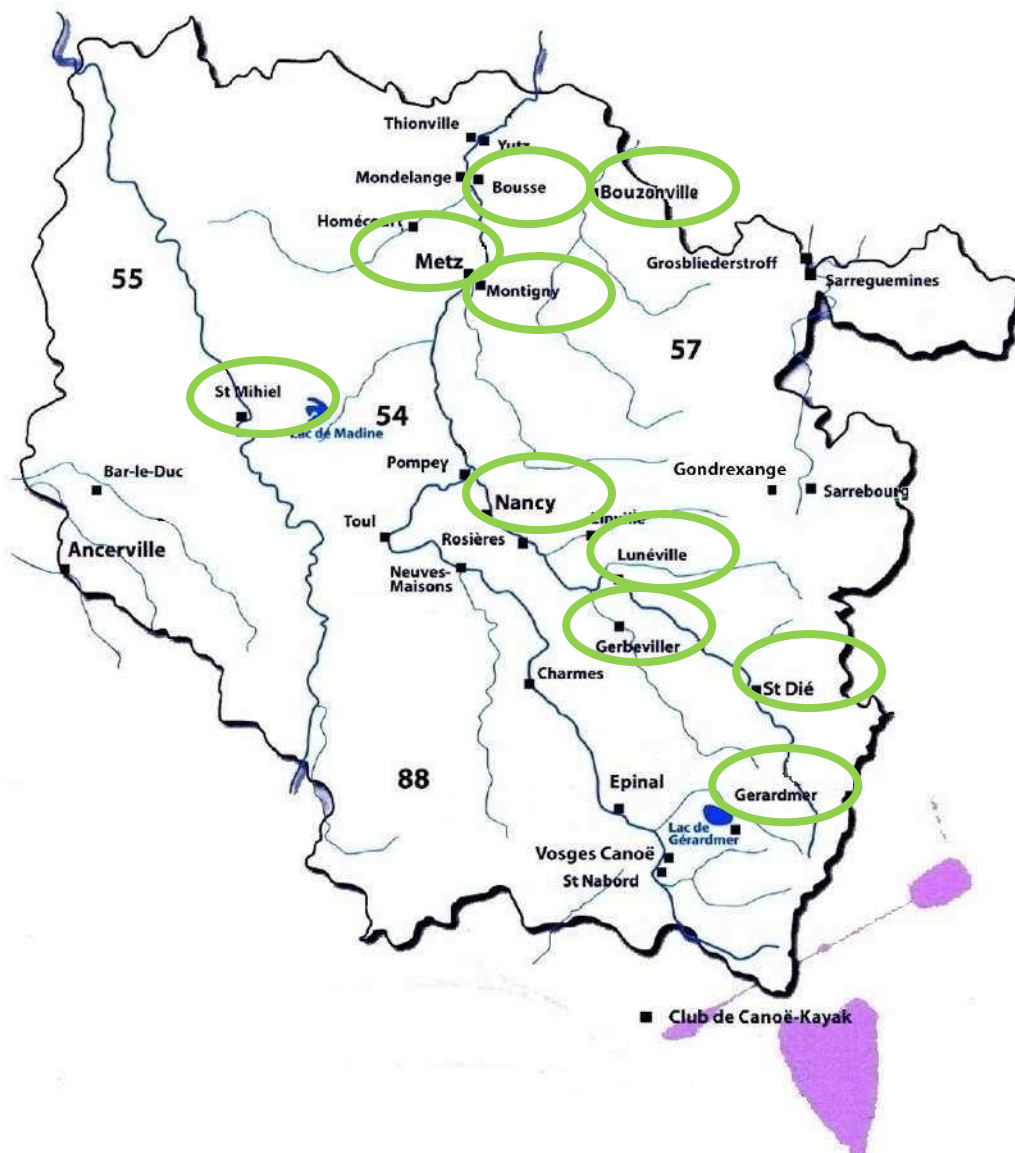 Thionville
Yutz
Mondelange
Bousse
Bouzonville
Homécourt
Metz
Montigny
Grosbliederstroff
Sarreguemines
55
57
St Mihiel
Lac de Madine
54
Pompey
Gondrexange
Bar-le-Duc
Nancy
Sarrebourg
Toul
Rosières
Einville
Ancerville
Lunéville
Neuves-
Maisons
Gerbeviller
Charmes
St Dié
88
Epinal
Gerardmer
Lac de
Gérardmer
Vosges Canoë
St Nabord
Club de Canoë-Kayak